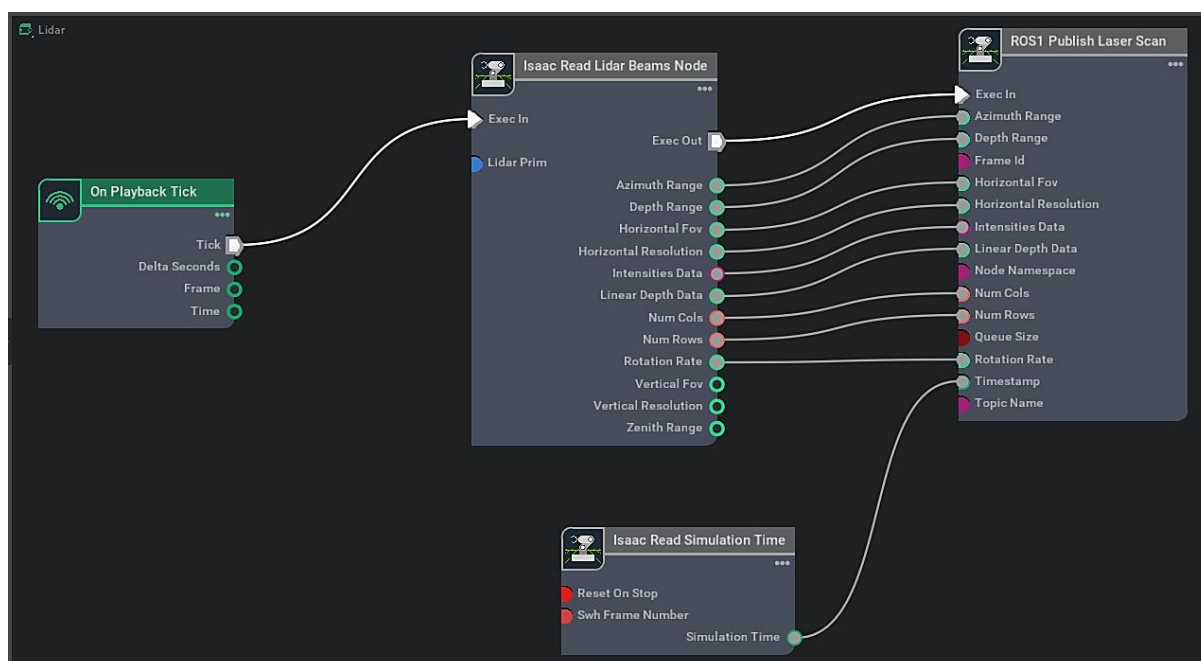 Lidar
On Playback Tick
Tick
Delta Seconds
Frame
Time
Isaac Read Lidar Beams Node
Exec In
Exec Out
Lidar Prim
Azimuth Range
Depth Range
Horizontal Fov
Horizontal Resolution
Intensities Data
Linear Depth Data
Num Cols
Num Rows
Rotation Rate
Vertical Fov
Vertical Resolution
Zenith Range
ROS1 Publish Laser Scan
Exec In
Azimuth Range
Depth Range
Frame Id
Horizontal Fov
Horizontal Resolution
Intensities Data
Linear Depth Data
Node Namespace
Num Cols
Num Rows
Queue Size
Rotation Rate
Timestamp
Topic Name
Isaac Read Simulation Time
Reset On Stop
Swh Frame Number
Simulation Time